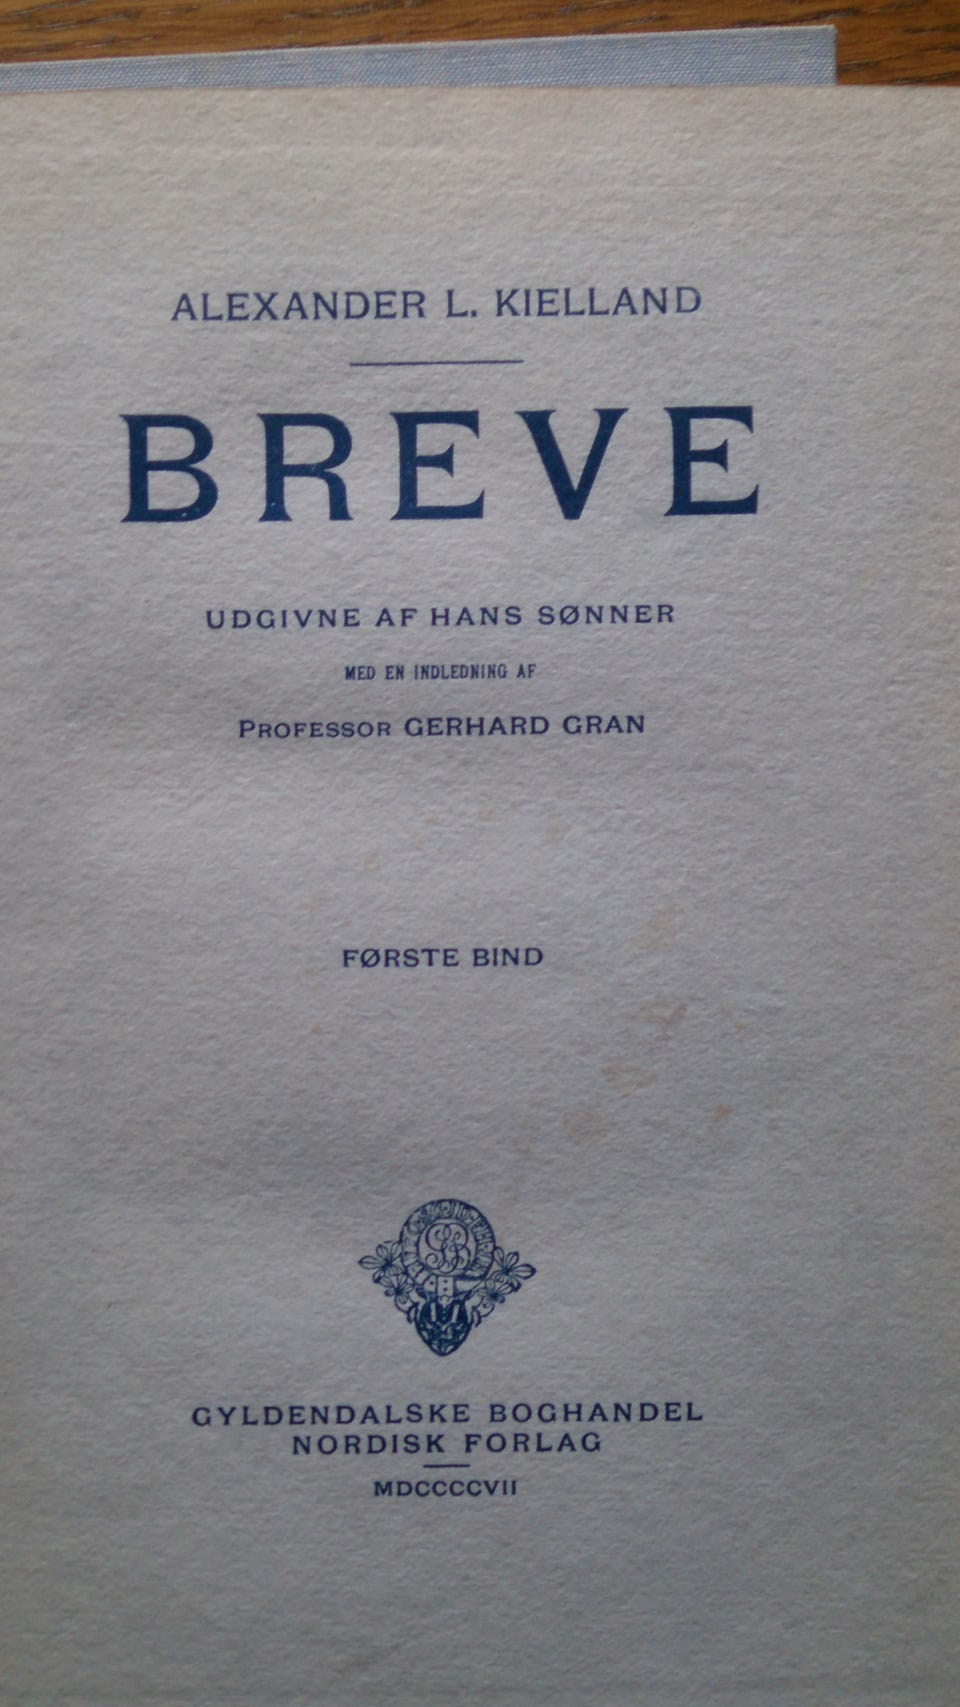 ALEXANDER L. KIELLAND
BREVE
UDGIVNE AF HANS SØNNER
MED EN INDLEDNING AF
PROFESSOR GERHARD GRAN
FØRSTE BIND
GYLDENDALSKE BOGHANDEL
NORDISK FORLAG
MDCCCCVII